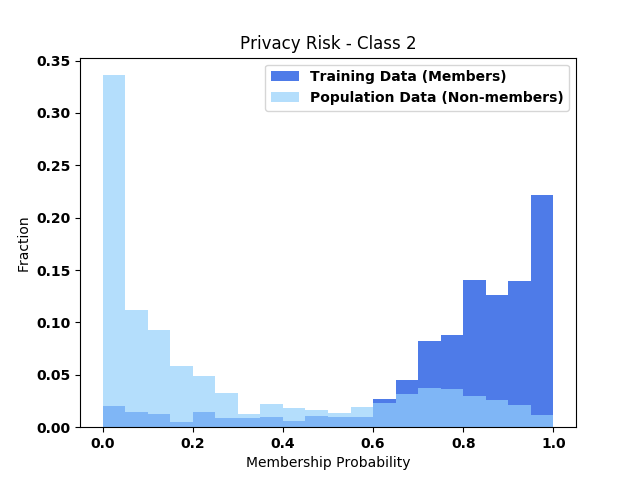 Privacy Risk - Class 2
Training Data (Members)
Population Data (Non-members)
Fraction
0.35
0.30
0.25
0.20
0.15
0.10
0.05
0.00
0.0 0.2 0.4 0.6 0.8 1.0
Membership Probability